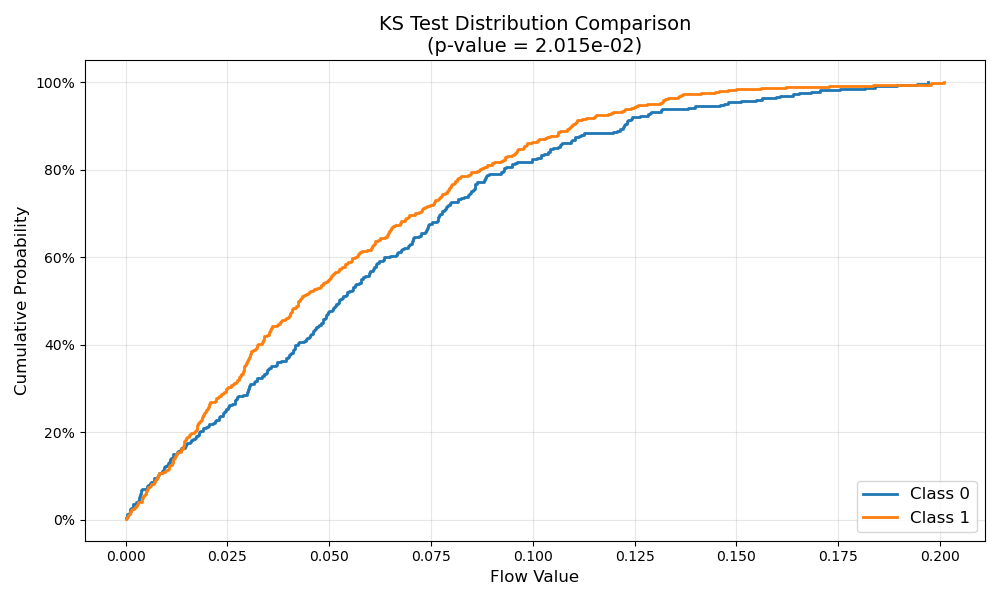 KS Test Distribution Comparison
(p-value = 2.015e-02)
Cumulative Probability
100%
80%
60%
40%
20%
0%
0.000 0.025 0.050 0.075 0.100 0.125 0.150 0.175 0.200
Flow Value
Class 0
Class 1